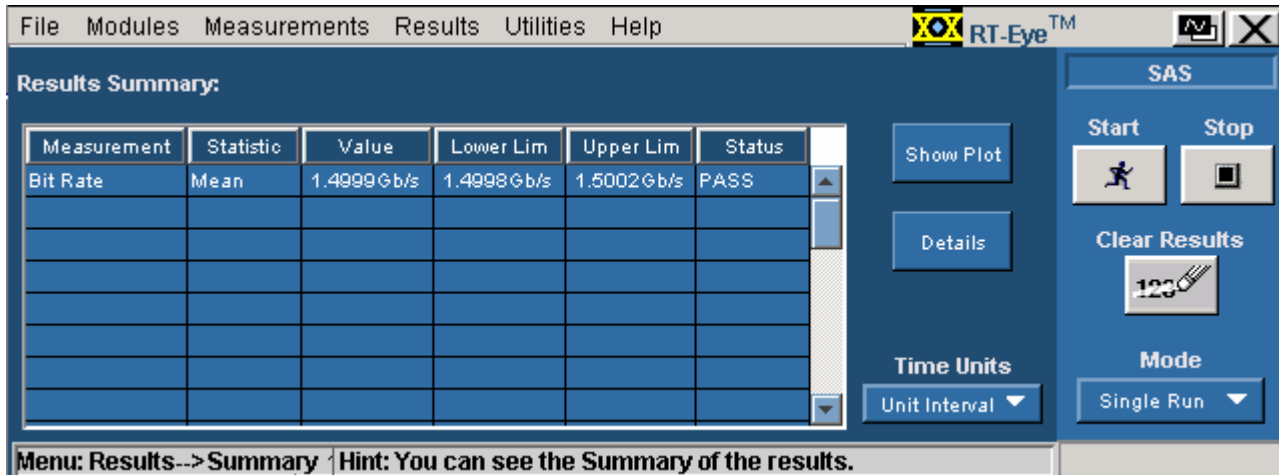 File Modules Measurements Results Utilities Help
RT-Eye™
Results Summary:
Measurement Statistic Value Lower Lim Upper Lim Status
Bit Rate Mean 1.4999Gb/s 1.4998Gb/s 1.5002Gb/s PASS
Show Plot
Details
Time Units
Unit Interval
SAS
Start Stop
Clear Results
123
Mode
Single Run
Menu: Results-->Summary
Hint: You can see the Summary of the results.